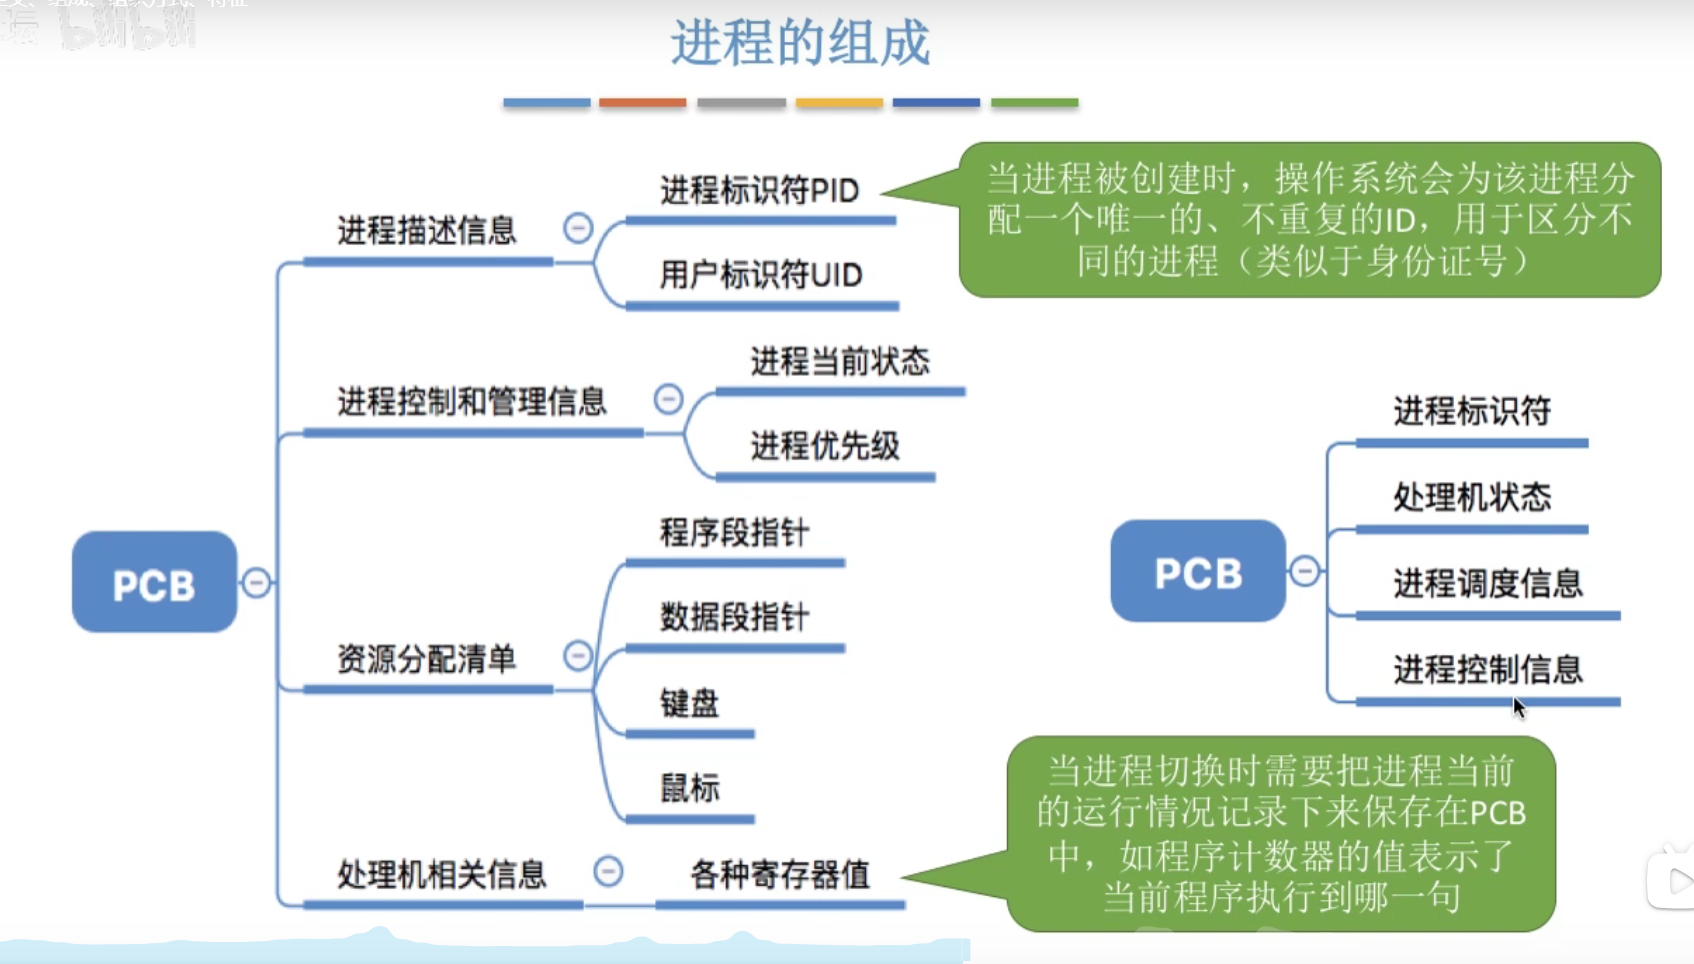 bilibili
进程的组成
进程描述信息
进程标识符PID
用户标识符UID
当进程被创建时，操作系统会为该进程分
配一个唯一的、不重复的ID，用于区分不
同的进程（类似于身份证号）
进程控制和管理信息
进程当前状态
进程优先级
PCB
资源分配清单
程序段指针
数据段指针
键盘
鼠标
处理机相关信息
各种寄存器值
PCB
进程标识符
处理机状态
进程调度信息
进程控制信息
当进程切换时需要把进程当前
的运行情况记录下来保存在PCB
中，如程序计数器的值表示了
当前程序执行到哪一句